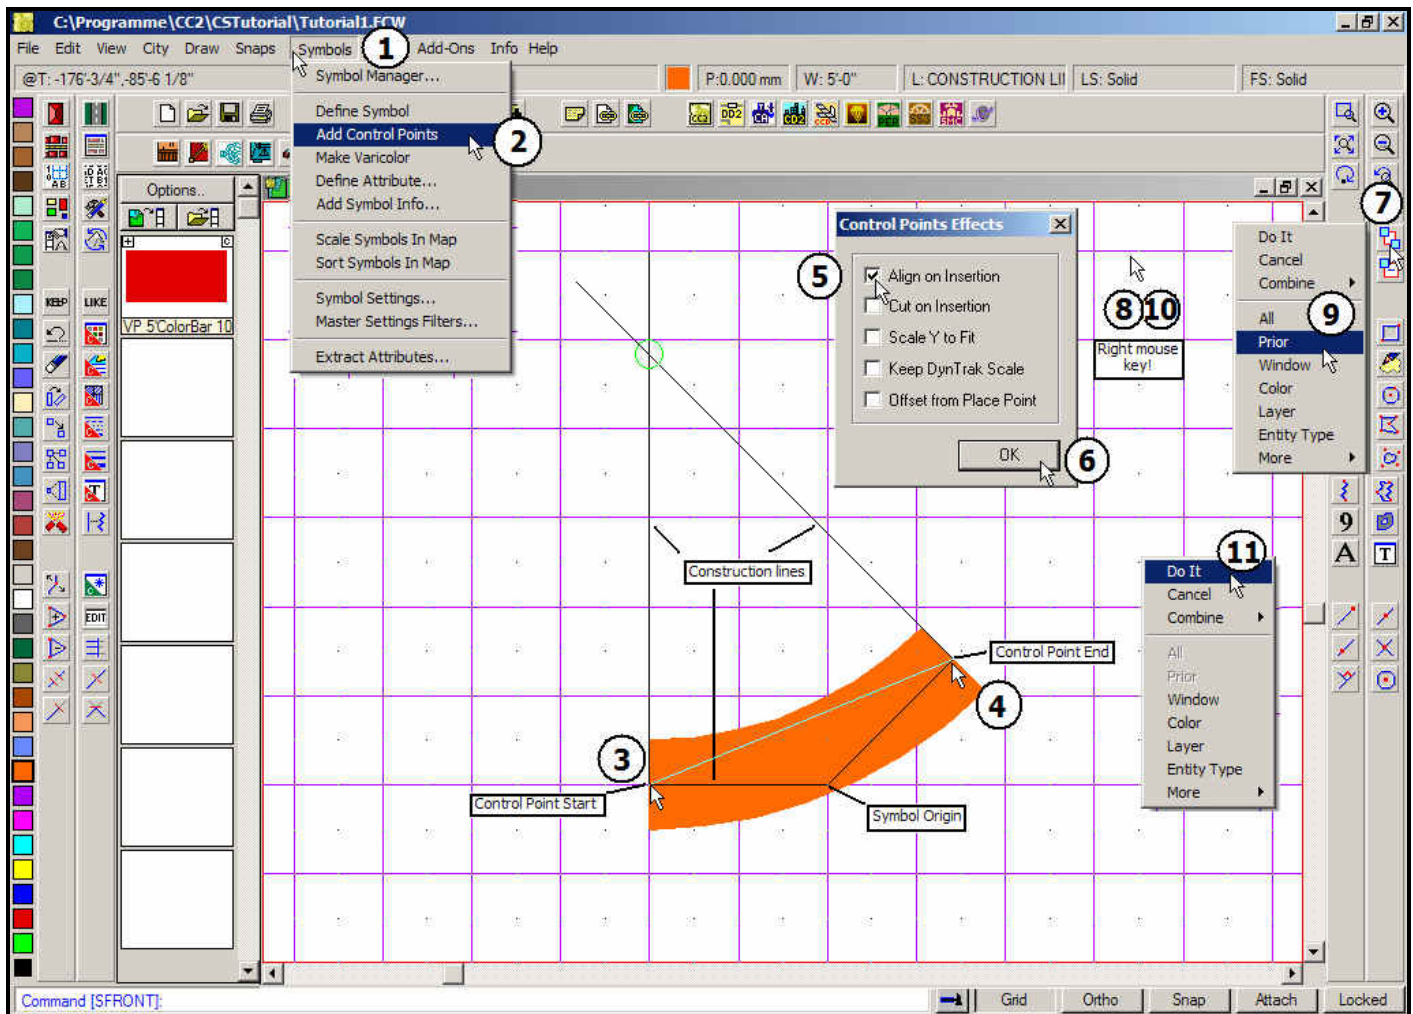 C:\Programme\CC2\CSTutorial\Tutorial1.FCW
File Edit View City Draw Snaps Symbols 1 Add-Ons Info Help
@T: -176'-3/4",-85'-6 1/8"
P:0.000 mm
W: 5'-0"
L: CONSTRUCTION LI
LS: Solid
FS: Solid
Symbol Manager...
Define Symbol
Add Control Points
2
Make Varicolor
Define Attribute...
Add Symbol Info...
Scale Symbols In Map
Sort Symbols In Map
Symbol Settings...
Master Settings Filters...
Extract Attributes...
Options..
VP 5'ColorBar 10
KEEP
LIKE
EDIT
Control Points Effects
5
Align on Insertion
Cut on Insertion
Scale Y to Fit
Keep DynTrak Scale
Offset from Place Point
OK
6
7
8 10
Right mouse
key!
Do It
Cancel
Combine
All
9
Prior
Window
Color
Layer
Entity Type
More
9
A
T
11
Do It
Cancel
Combine
All
Prior
Window
Color
Layer
Entity Type
More
Construction lines
Control Point End
4
3
Control Point Start
Symbol Origin
Command [SFRONT]:
Grid
Ortho
Snap
Attach
Locked